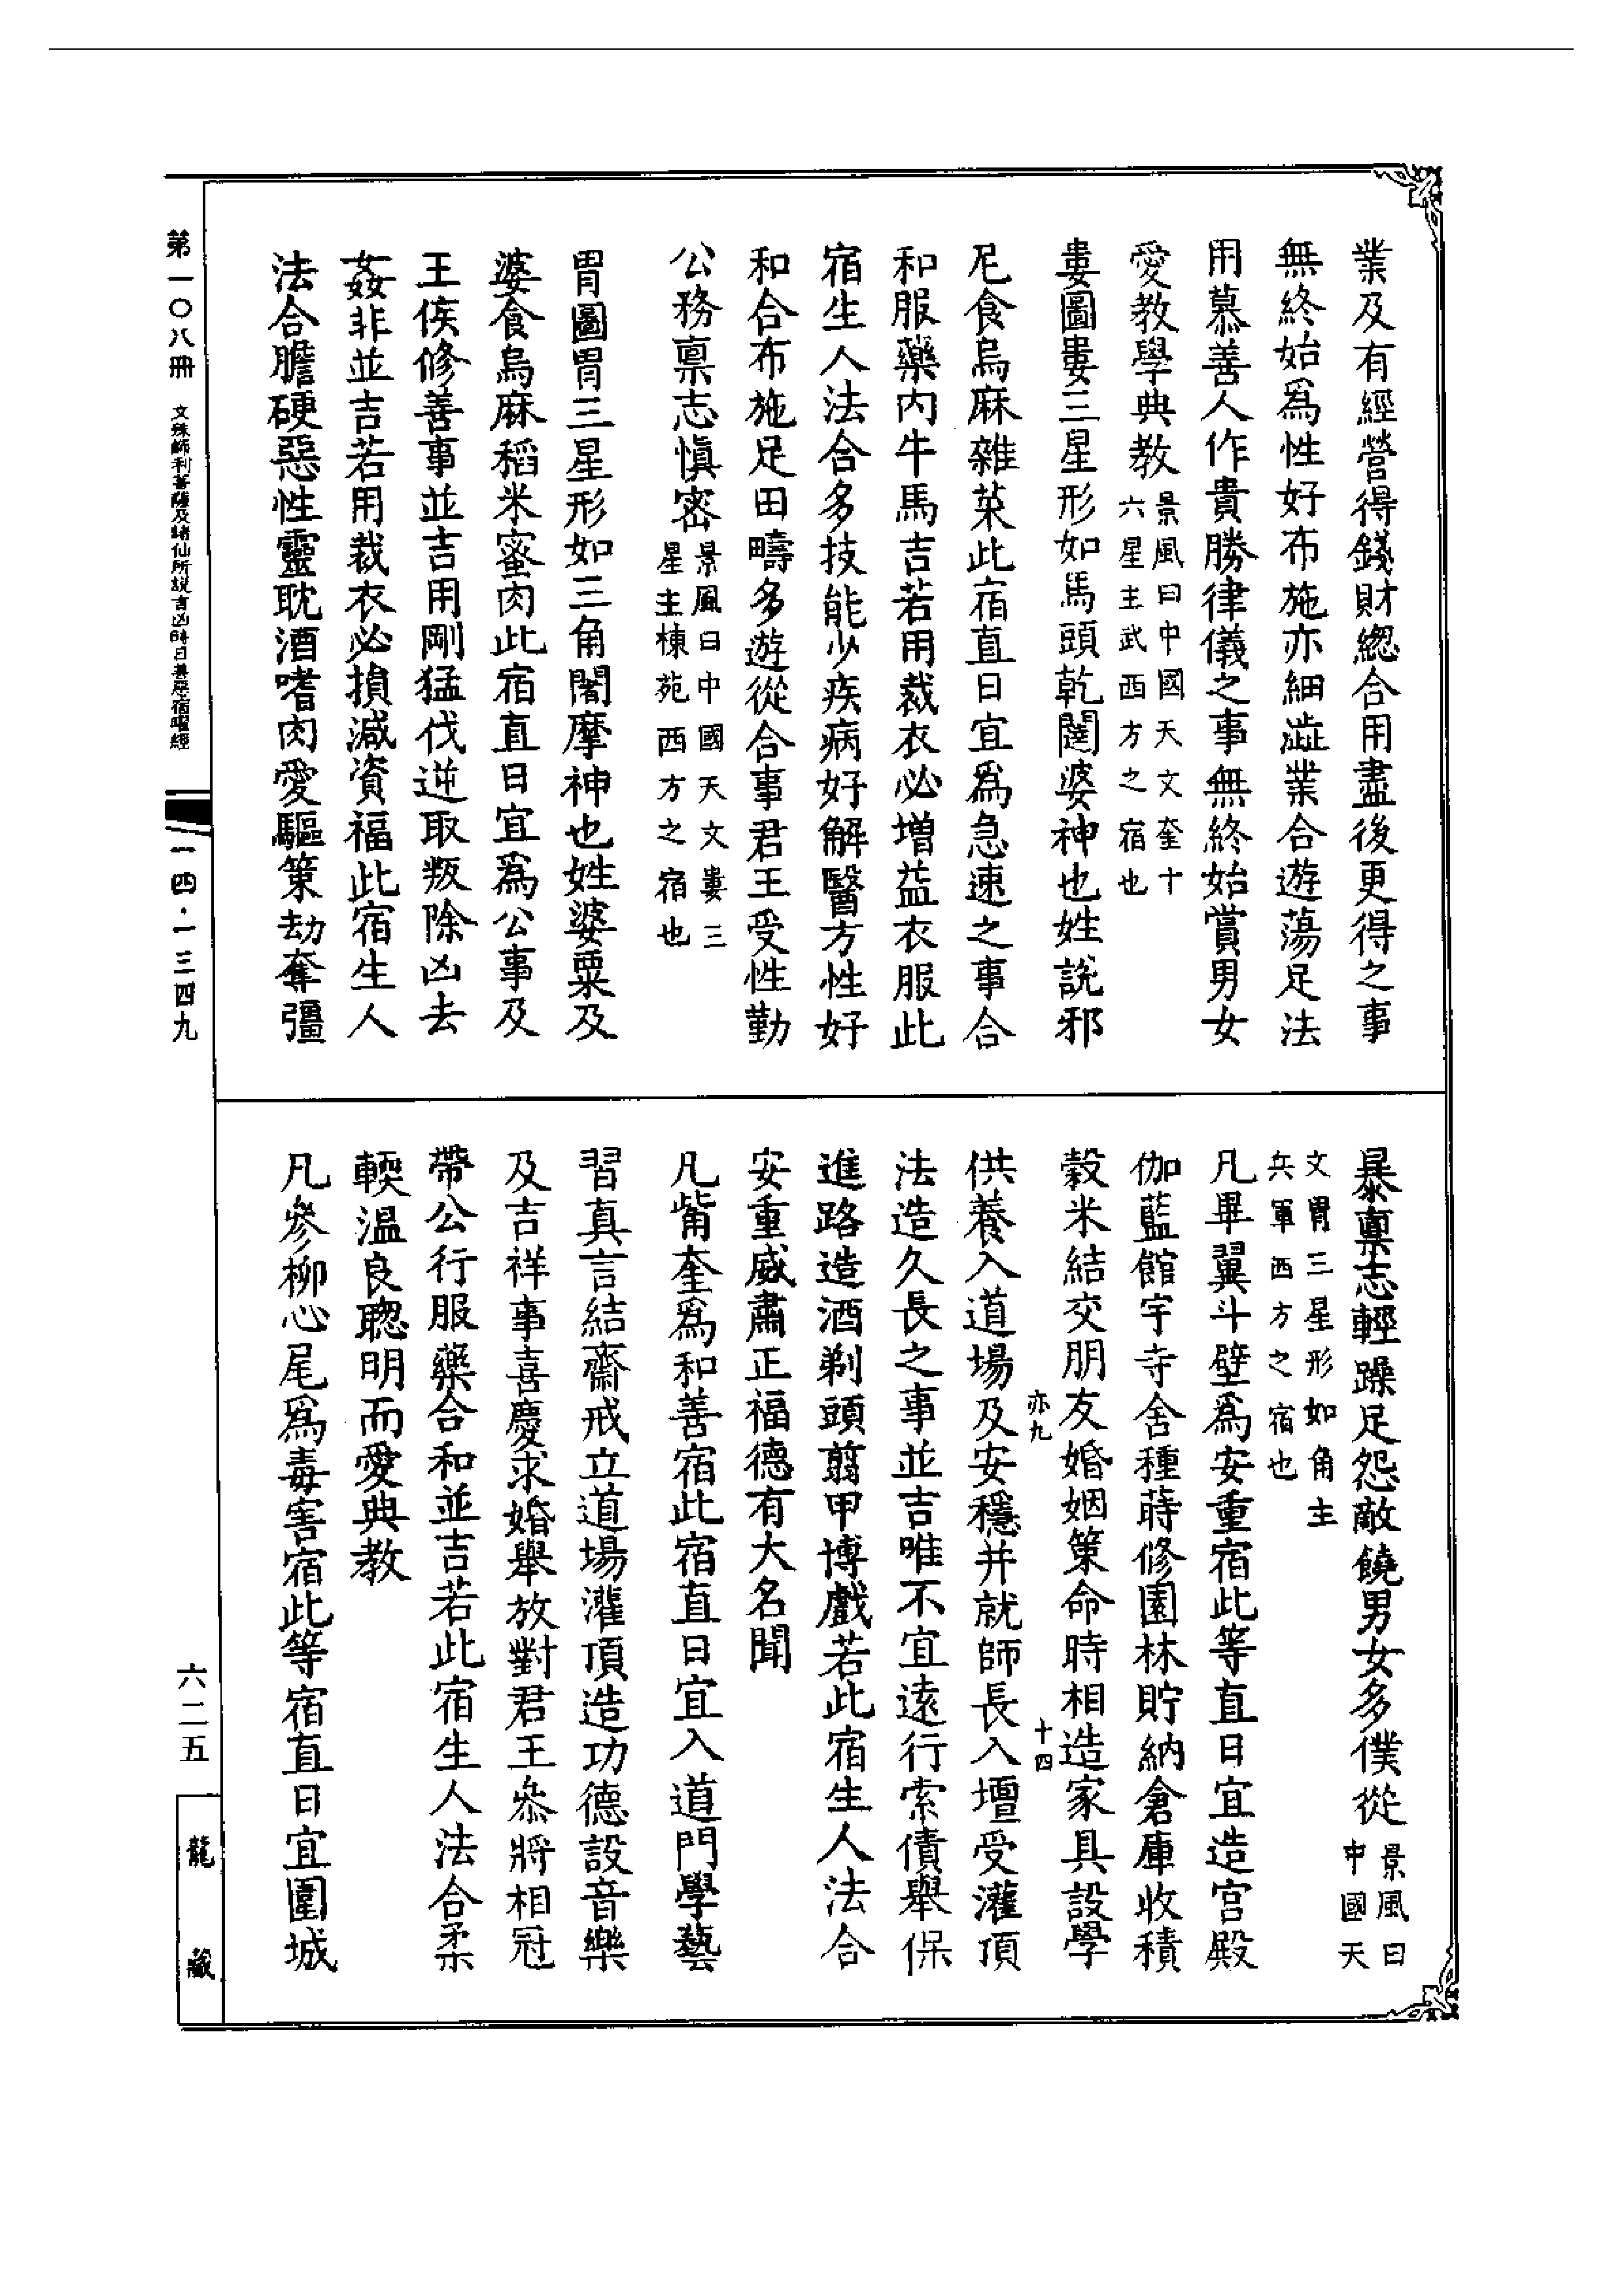 業及有經營得錢財緫合用盡後更得之事
無終始爲性好布施亦細澁業合遊蕩足法
用慕善人作貴勝律儀之事無終始賞男女
愛教學典教
景風曰中國天文奎十
六星主武西方之宿也
婁圖婁三星形如馬頭乾闥婆神也姓說邪
尼食烏麻雜菜此宿直日宜爲急速之事合
和服藥内牛馬吉若用裁衣必增益衣服此
宿生人法合多技能少疾病好解醫方性好
和合布施足田疇多遊從合事君王受性勤
公務稟志愼密
景風曰中國天文婁三
星主棟苑西方之宿也
胃圖胃三星形如三角闇摩神也姓婆粟及
婆食烏麻稻米蜜肉此宿直日宜爲公事及
王侯修善事並吉用剛猛伐逆取叛除凶去
姦非並吉若用裁衣必損減資福此宿生人
法合膽硬惡性靈耽酒嗜肉愛驅策劫奪彊
暴稟志輕躁足怨敵饒男女多僕從
景風曰
中國天
文胃三星形如角主
兵軍西方之宿也
凡畢翼斗壁爲安重宿此等直日宜造宮殿
伽藍館宇寺舍種蒔修園林貯納倉庫收積
穀米結交朋友婚姻策命時相造家具設學
亦九
十四
供養入道場及安穩并就師長入壇受灌頂
法造久長之事並吉唯不宜遠行索債舉保
進路造酒剃頭翦甲博戲若此宿生人法合
安重威肅正福德有大名聞
凡觜奎爲和善宿此宿直日宜入道門學藝
習真言結齋戒立道場灌頂造功德設音樂
及吉祥事喜慶求婚舉放對君王叅將相冠
帶公行服藥合和並吉若此宿生人法合柔
輭温良聰明而愛典教
凡參柳心尾爲毒害宿此等宿直日宜圍城
第一〇八冊
文殊師利菩薩及諸仙所説吉凶時日善惡宿曜經
一四·一三四九
六二五
龍藏